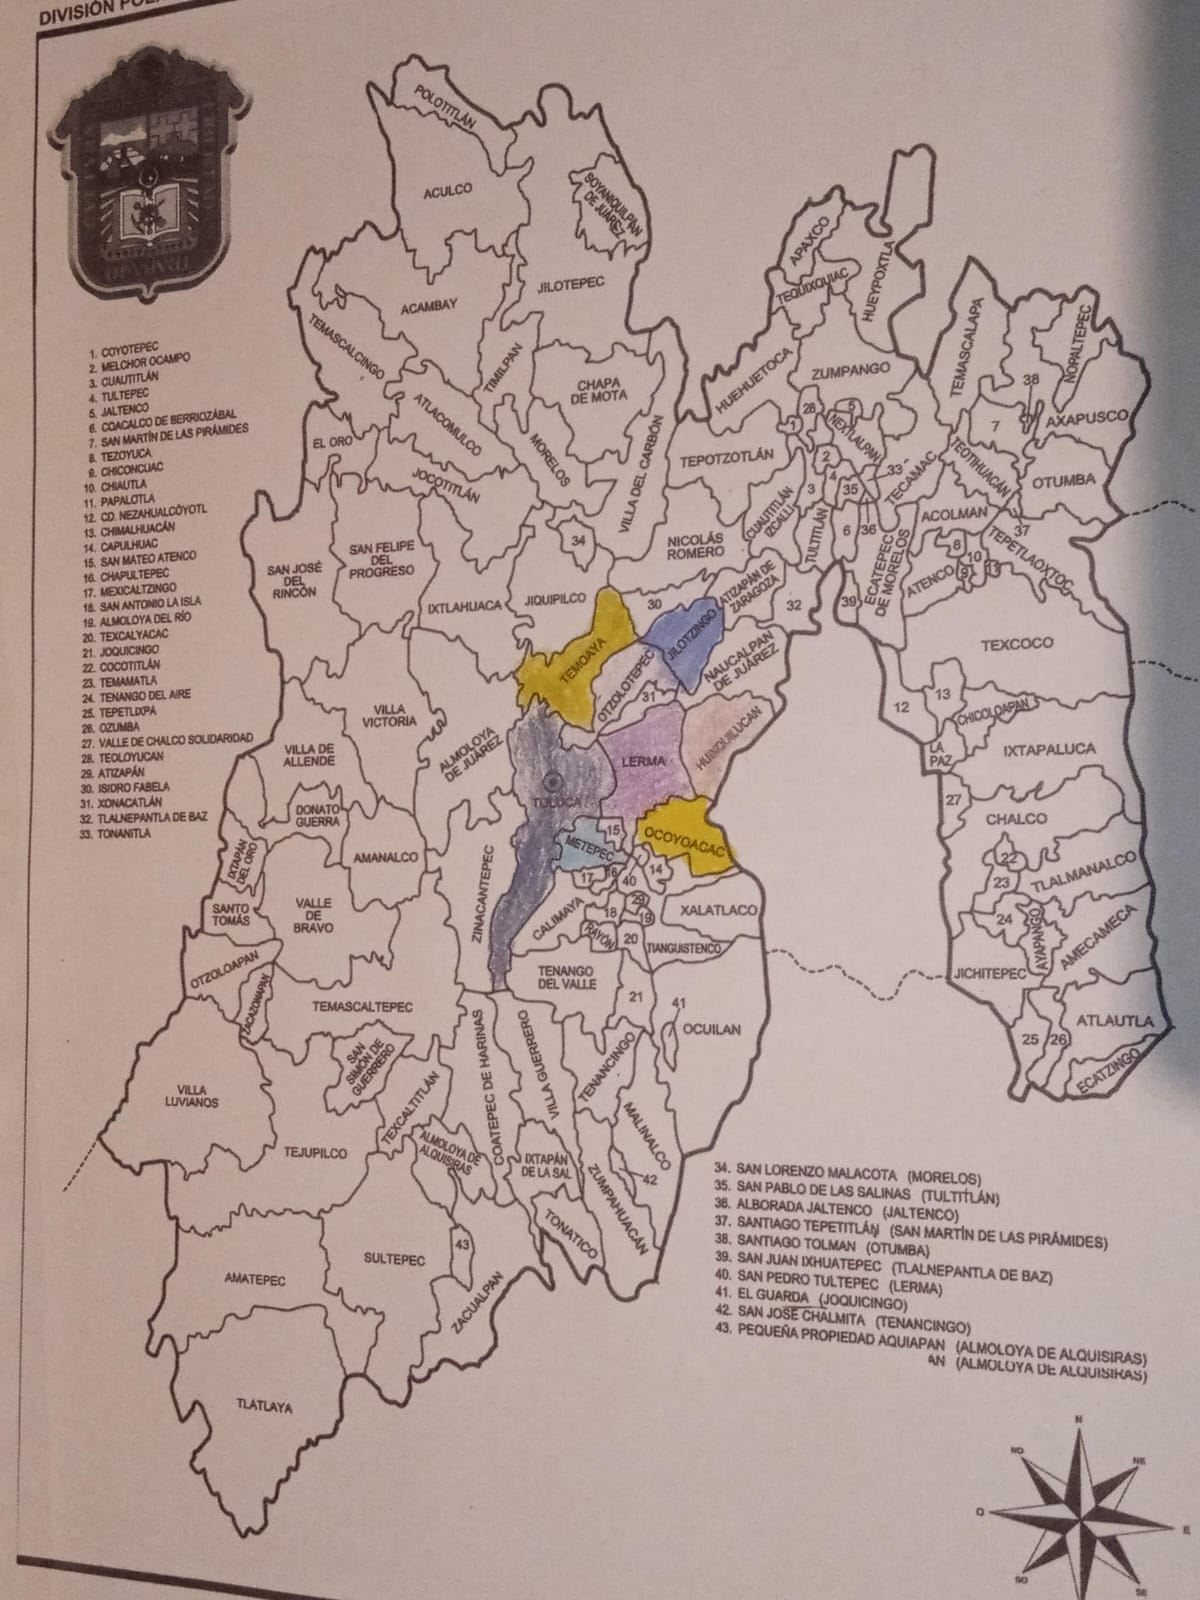 DIVISIÓN
1. COYOTEPEC
2. MELCHOR OCAMPO
3. CUAUTITLÁN
4. TULTEPEC
5. JALTENCO
6. COACALCO DE BERRIOZÁBAL
7. SAN MARTÍN DE LAS PIRÁMIDES
8. TEZOYUCA
9. CHICONCUAC
10. CHIAUTLA
11. PAPALOTLA
12. CD. NEZAHUALCÓYOTL
13. CHIMALHUACÁN
14. CAPULHUAC
15. SAN MATEO ATENCO
16. CHAPULTEPEC
17. MEXICALTZINGO
18. SAN ANTONIO LA ISLA
19. ALMOLOYA DEL RÍO
20. TEXCALYACAC
21. JOQUICINGO
22. COCOTITLÁN
23. TEMAMATLA
24. TENANGO DEL AIRE
25. TEPETLIXPA
26. OZUMBA
27. VALLE DE CHALCO SOLIDARIDAD
28. TEOLOYUCAN
29. ATIZAPÁN
30. ISIDRO FABELA
31. XONACATLÁN
32. TLALNEPANTLA DE BAZ
33. TONANITLA
POLOTITLÁN
ACULCO
SOYANIQUILPAN
DE JUÁREZ
JILOTEPEC
ACAMBAY
TEMASCALCINGO
TIMILPAN
CHAPA
DE MOTA
ATLACOMULCO
MORELOS
VILLA DEL CARBÓN
EL ORO
JOCOTITLÁN
34
SAN JOSÉ
DEL
RINCÓN
SAN FELIPE
DEL
PROGRESO
IXTLAHUACA
JIQUIPILCO
APAXCO
TEQUIXQUIAC
HUEYPOXTLA
HUEHUETOCA
ZUMPANGO
TEMASCALAPA
NOPALTEPEC
38
7
AXAPUSCO
28
5
1
NEXTLALPAN
TEPOTZOTLÁN
2
33
4
3
35
TECAMAC
TEOTIHUACÁN
OTUMBA
CUAUTITLÁN
IZCALLI
TULTITLÁN
6
36
ACOLMAN
37
NICOLÁS
ROMERO
ECATEPEC
DE MORELOS
8
10
ATENCO
TEPETLAOXTOC
30
ATIZAPÁN DE
ZARAGOZA
32
39
TEMOAYA
JILOTZINGO
OTZOLOTEPEC
NAUCALPAN
DE JUÁREZ
31
TEXCOCO
12
13
CHICOLOAPAN
VILLA
VICTORIA
ALMOLOYA
DE JUÁREZ
LERMA
HUIXQUILUCAN
LA
PAZ
IXTAPALUCA
VILLA DE
ALLENDE
TOLUCA
27
CHALCO
DONATO
GUERRA
15
OCOYOACAC
METEPEC
IXTAPÁN
DEL ORO
AMANALCO
17
16
40
14
22
23
TLALMANALCO
SANTO
TOMÁS
VALLE
DE
BRAVO
ZINACANTEPEC
CALIMAYA
18
29
19
XALATLACO
24
AYAPANGO
AMECAMECA
RAYÓN
20
TIANGUISTENCO
OTZOLOAPAN
ZACAZONAPAN
TEMASCALTEPEC
TENANGO
DEL VALLE
JICHITEPEC
21
41
OCUILAN
25
26
ATLAUTLA
ECATZINGO
SAN
SIMÓN DE
GUERRERO
COATEPEC DE HARINAS
VILLA GUERRERO
TENANCINGO
VILLA
LUVIANOS
TEXCALTITLÁN
MALINALCO
TEJUPILCO
ALMOLOYA DE
ALQUISIRAS
IXTAPÁN
DE LA SAL
42
ZUMPAHUACÁN
TONATICO
SULTEPEC
43
AMATEPEC
ZACUALPAN
TLATLAYA
34. SAN LORENZO MALACOTA (MORELOS)
35. SAN PABLO DE LAS SALINAS (TULTITLÁN)
36. ALBORADA JALTENCO (JALTENCO)
37. SANTIAGO TEPETITLÁN (SAN MARTÍN DE LAS PIRÁMIDES)
38. SANTIAGO TOLMAN (OTUMBA)
39. SAN JUAN IXHUATEPEC (TLALNEPANTLA DE BAZ)
40. SAN PEDRO TULTEPEC (LERMA)
41. EL GUARDA (JOQUICINGO)
42. SAN JOSÉ CHALMITA (TENANCINGO)
43. PEQUEÑA PROPIEDAD AQUIAPAN (ALMOLOYA DE ALQUISIRAS)
AN (ALMOLOYA DE ALQUISIRAS)
N
NO
NE
O
E
SO
SE